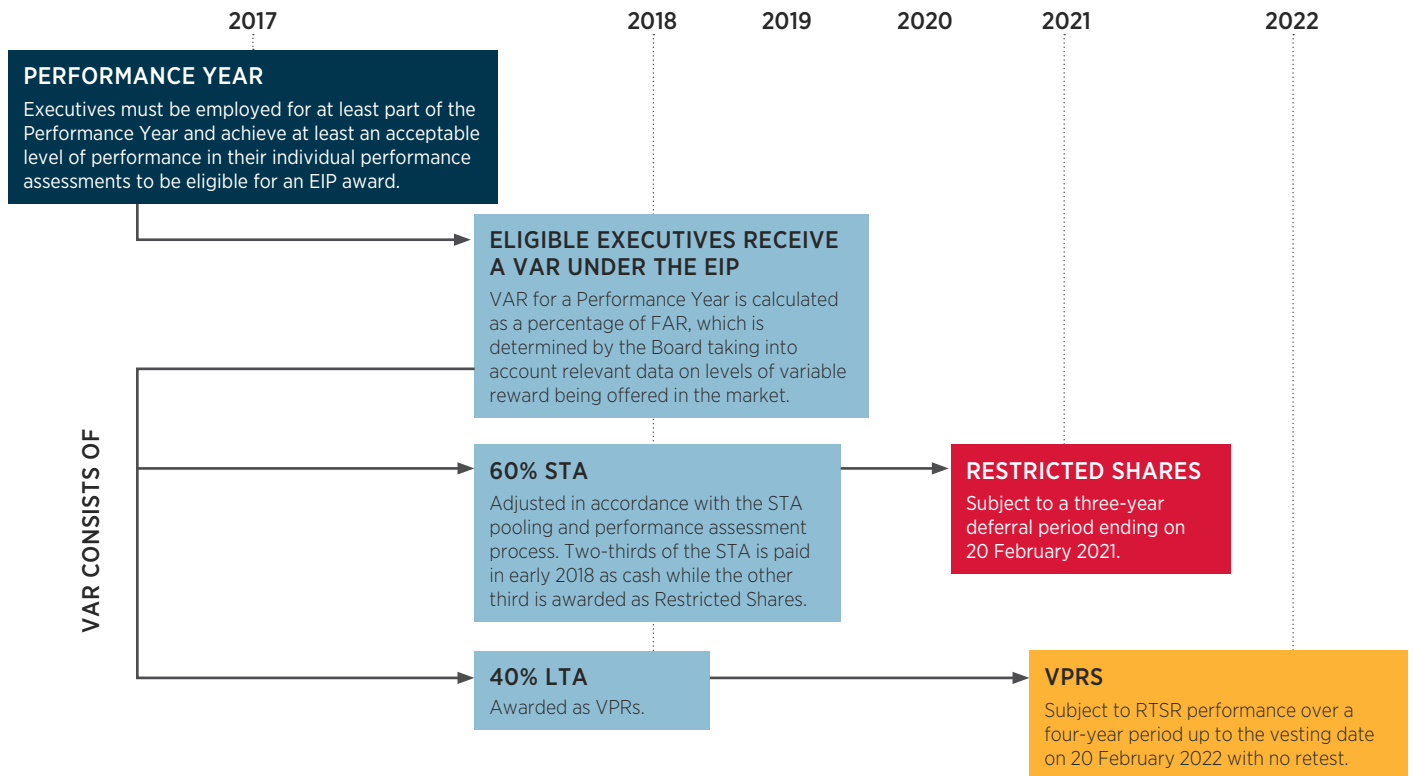 2017 2018 2019 2020 2021 2022
PERFORMANCE YEAR
Executives must be employed for at least part of the
Performance Year and achieve at least an acceptable
level of performance in their individual performance
assessments to be eligible for an EIP award.
ELIGIBLE EXECUTIVES RECEIVE
A VAR UNDER THE EIP
VAR for a Performance Year is calculated
as a percentage of FAR, which is
determined by the Board taking into
account relevant data on levels of variable
reward being offered in the market.
VAR CONSISTS OF
60% STA
Adjusted in accordance with the STA
pooling and performance assessment
process. Two-thirds of the STA is paid
in early 2018 as cash while the other
third is awarded as Restricted Shares.
RESTRICTED SHARES
Subject to a three-year
deferral period ending on
20 February 2021.
40% LTA
Awarded as VPRs.
VPRS
Subject to RTSR performance over a
four-year period up to the vesting date
on 20 February 2022 with no retest.